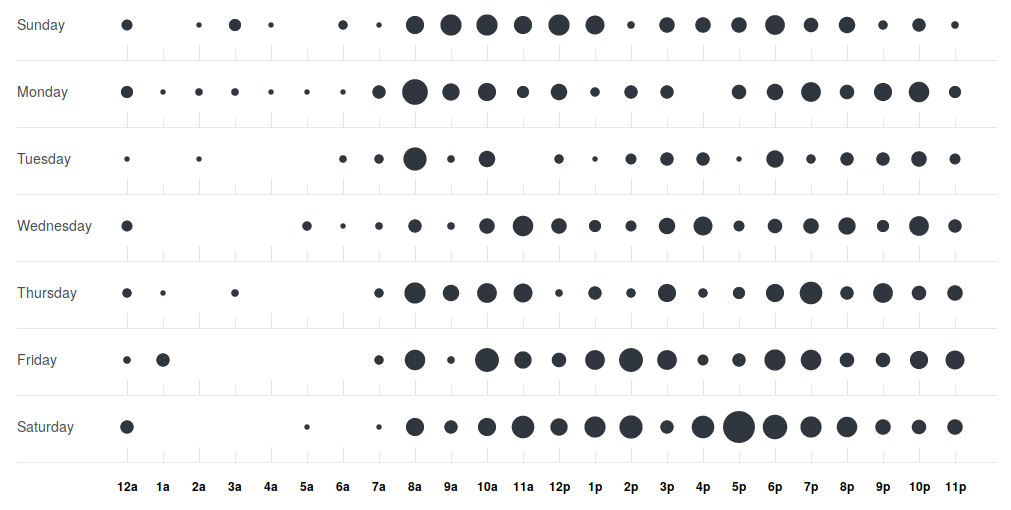 Sunday
Monday
Tuesday
Wednesday
Thursday
Friday
Saturday
12a 1a 2a 3a 4a 5a 6a 7a 8a 9a 10a 11a 12p 1p 2p 3p 4p 5p 6p 7p 8p 9p 10p 11p